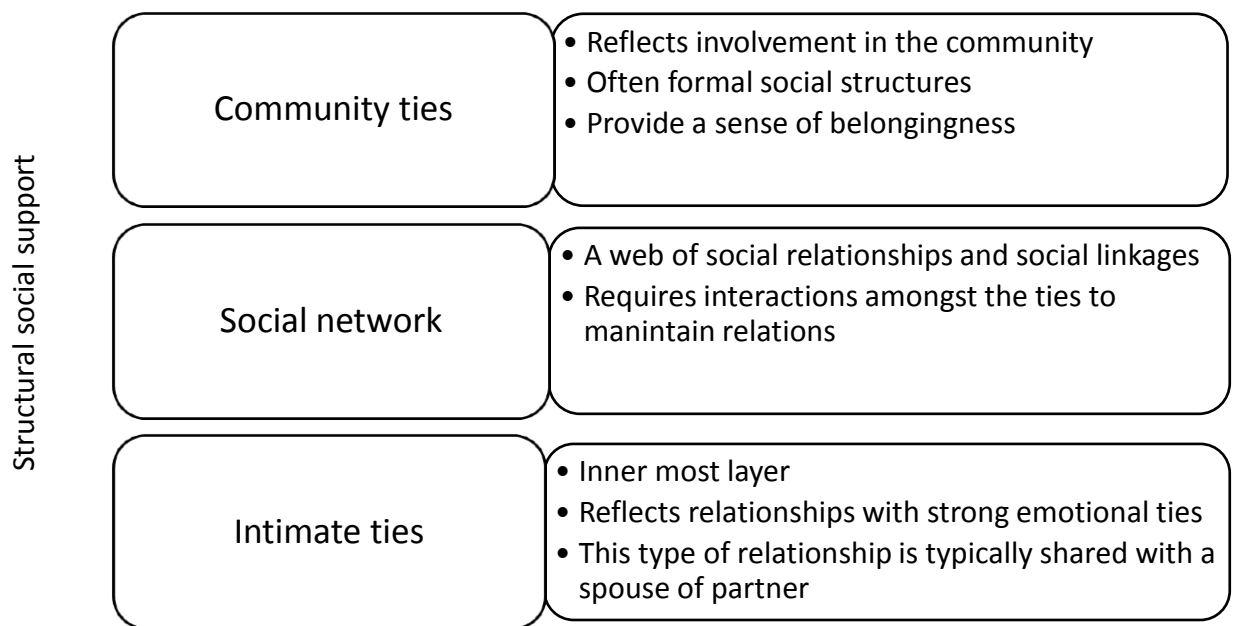 Structural social support
Community ties
• Reflects involvement in the community
• Often formal social structures
• Provide a sense of belongingness
Social network
• A web of social relationships and social linkages
• Requires interactions amongst the ties to
manintain relations
Intimate ties
• Inner most layer
• Reflects relationships with strong emotional ties
• This type of relationship is typically shared with a
spouse of partner